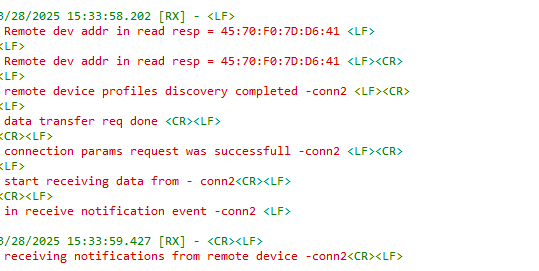 3/28/2025 15:33:58.202 [RX] - <LF>
Remote dev addr in read resp = 45:70:F0:7D:D6:41 <LF>
<LF>
Remote dev addr in read resp = 45:70:F0:7D:D6:41 <LF><CR>
<LF>
remote device profiles discovery completed -conn2 <LF><CR>
<LF>
data transfer req done <CR><LF>
<CR><LF>
connection params request was successfull -conn2 <LF><CR>
<LF>
start receiving data from - conn2<CR><LF>
<CR><LF>
in receive notification event -conn2 <LF>
3/28/2025 15:33:59.427 [RX] - <CR><LF>
receiving notifications from remote device -conn2<CR><LF>